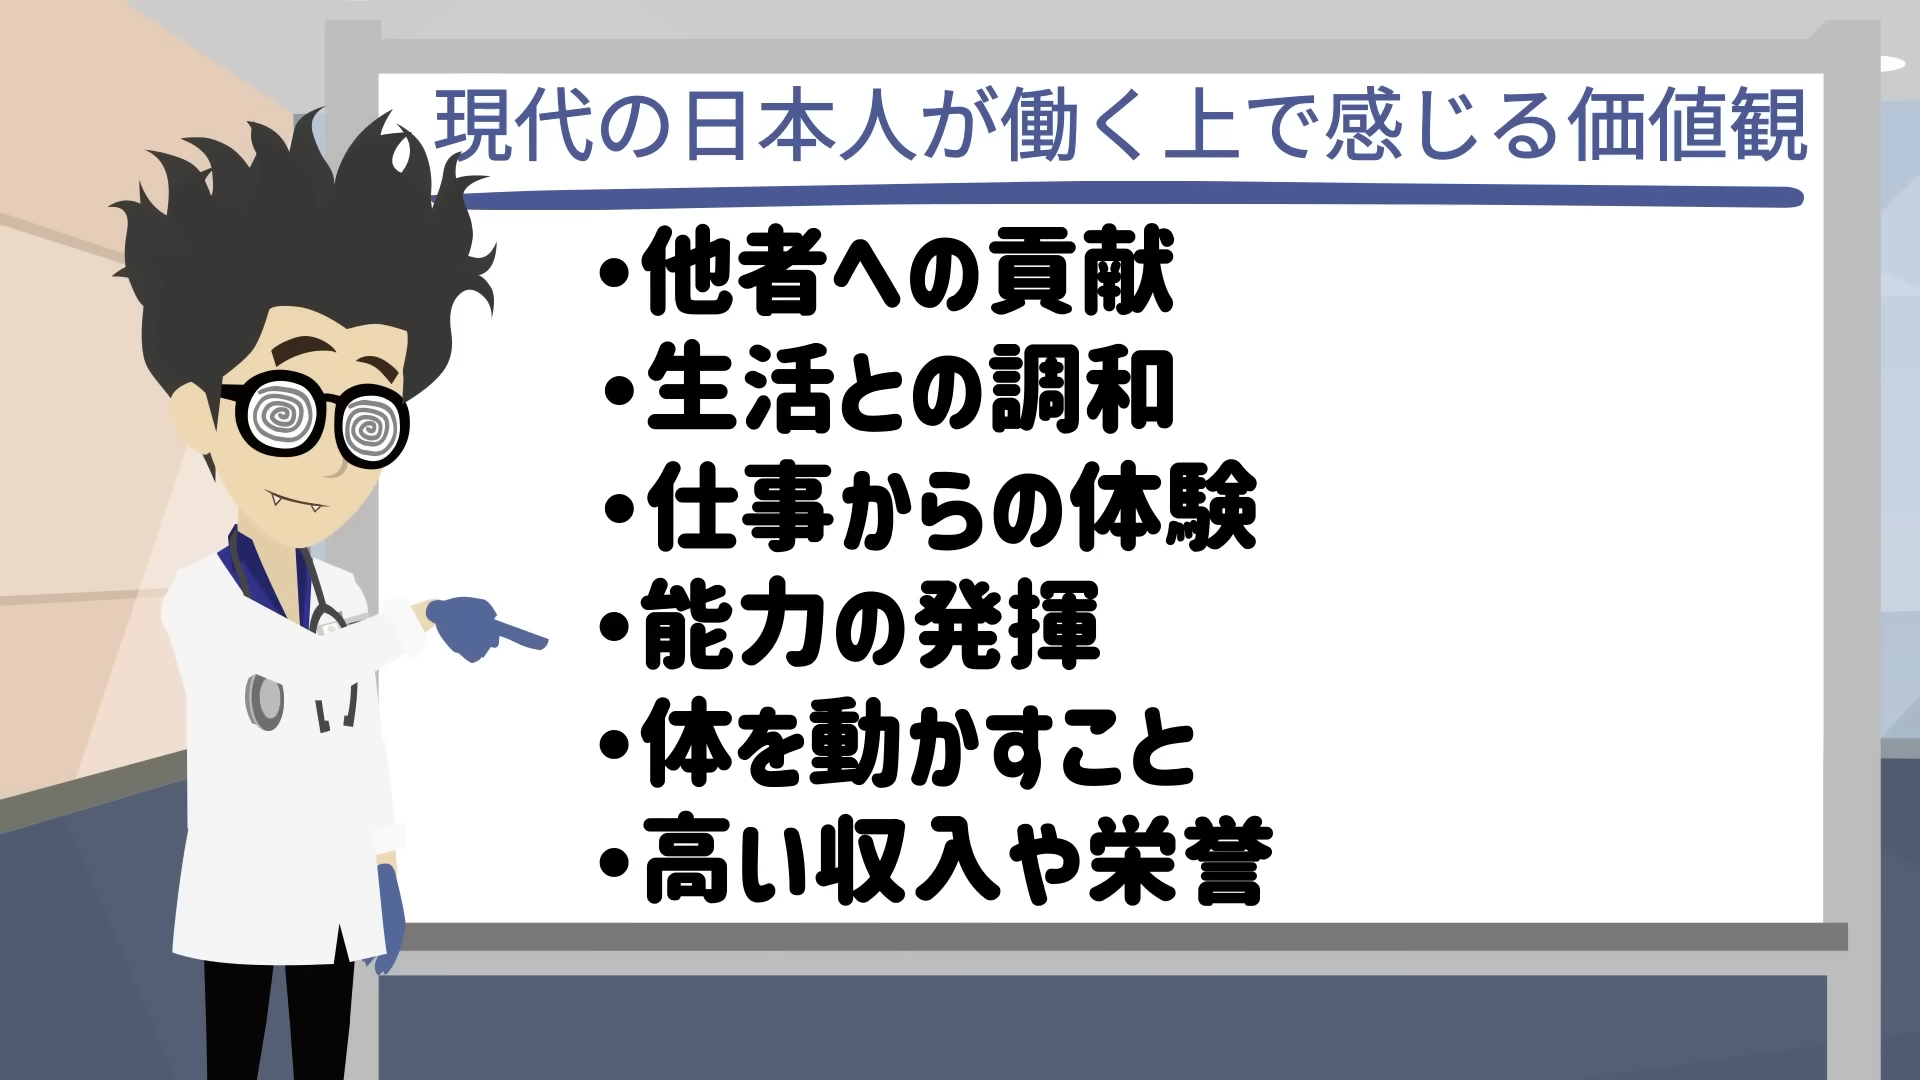 現代の日本人が働く上で感じる価値観
•他者への貢献
•生活との調和
•仕事からの体験
•能力の発揮
•体を動かすこと
•高い収入や栄誉